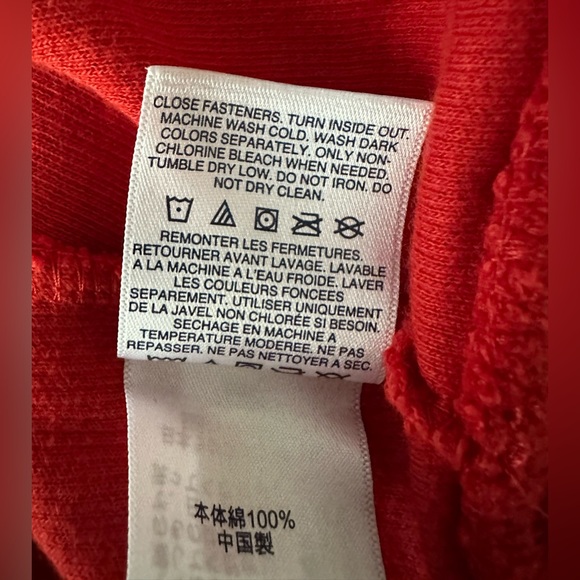 CLOSE FASTENERS. TURN INSIDE OUT
MACHINE WASH COLD. WASH DARK
COLORS SEPARATELY. ONLY NON-
CHLORINE BLEACH WHEN NEEDED.
TUMBLE DRY LOW. DO NOT IRON. DO
NOT DRY CLEAN.
REMONTER LES FERMETURES.
RETOURNER AVANT LAVAGE. LAVABLE
A LA MACHINE A L'EAU FROIDE. LAVER
LES COULEURS FONCEES
SEPAREMENT. UTILISER UNIQUEMENT
DE LA JAVEL NON CHLORÉE SI BESOIN.
SECHAGE EN MACHINE A
TEMPERATURE MODEREE. NE PAS
REPASSER. NE PAS NETTOYER A SEC.
本体綿100%
中国製